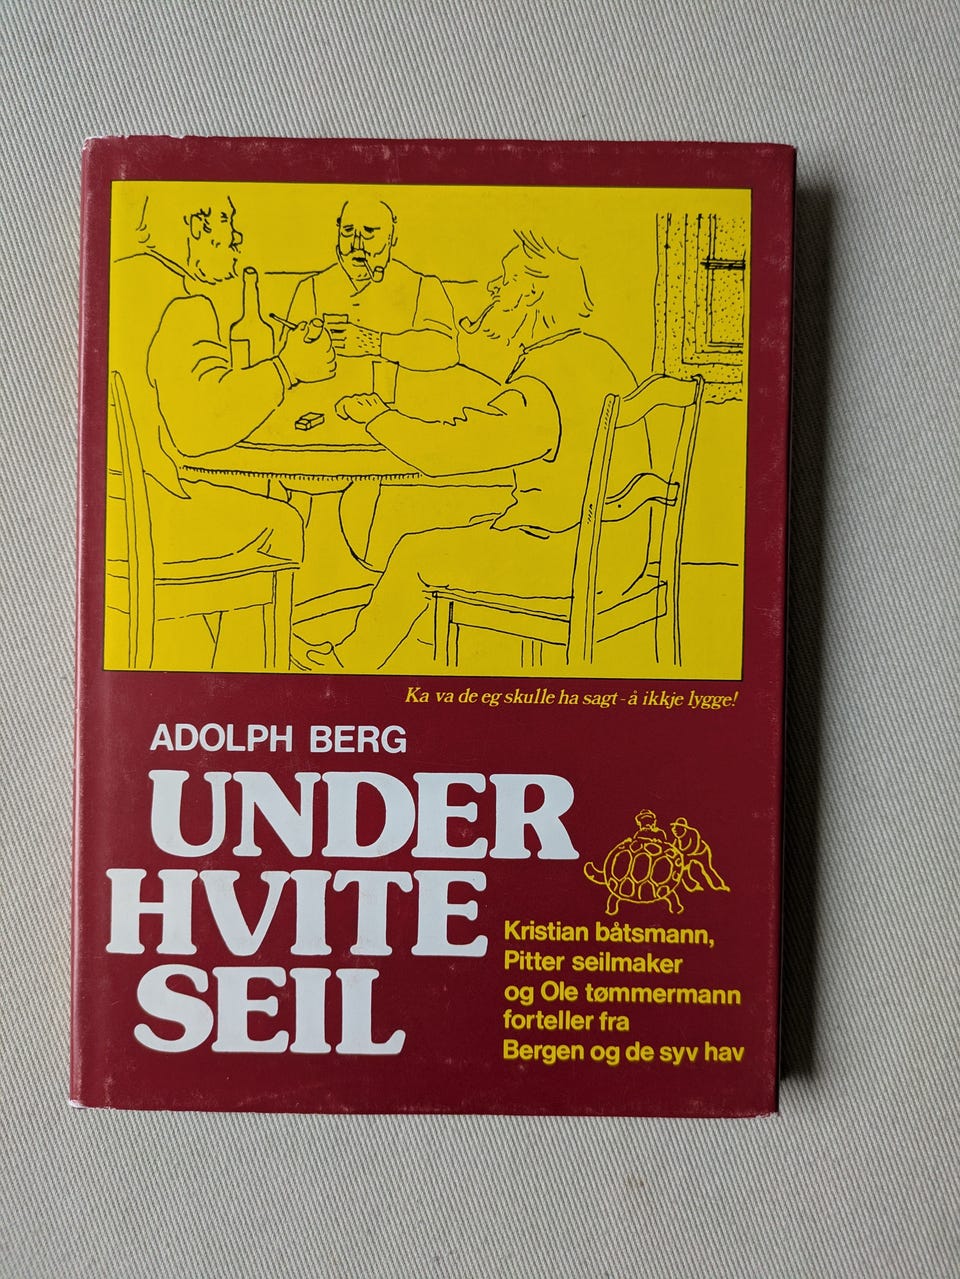 Ka va de eg skulle ha sagt - å ikkje lygge!
ADOLPH BERG
UNDER
HVITE
SEIL
Kristian båtsmann,
Pitter seilmaker
og Ole tømmermann
forteller fra
Bergen og de syv hav